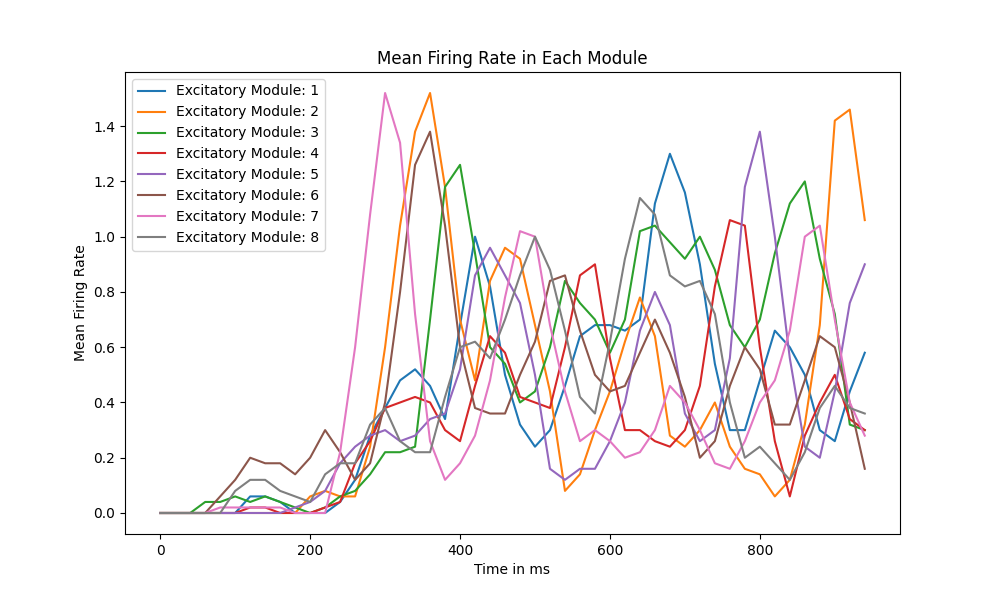 Mean Firing Rate in Each Module
Excitatory Module: 1
Excitatory Module: 2
Excitatory Module: 3
Excitatory Module: 4
Excitatory Module: 5
Excitatory Module: 6
Excitatory Module: 7
Excitatory Module: 8
Mean Firing Rate
1.4
1.2
1.0
0.8
0.6
0.4
0.2
0.0
0 200 400 600 800
Time in ms